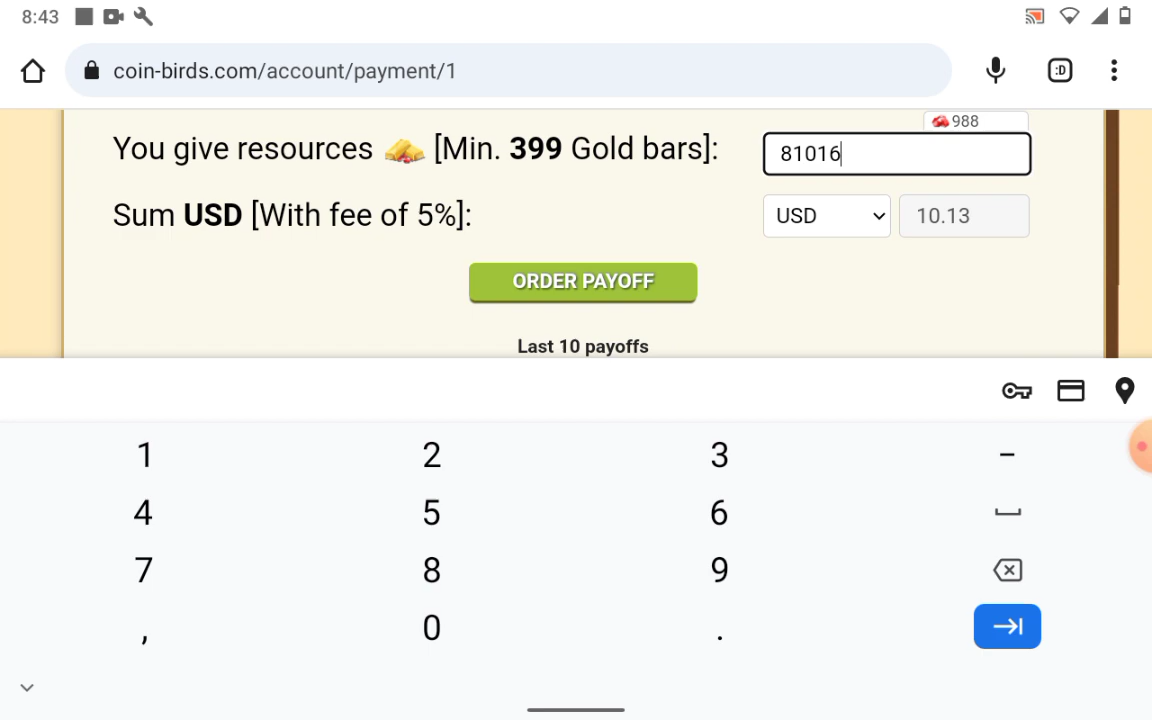 8:43
:D
coin-birds.com/account/payment/1
988
You give resources [Min. 399 Gold bars]:
81016
Sum USD [With fee of 5%]:
USD
10.13
ORDER PAYOFF
Last 10 payoffs
1 2 3 -
4 5 6
7 8 9
, 0 .